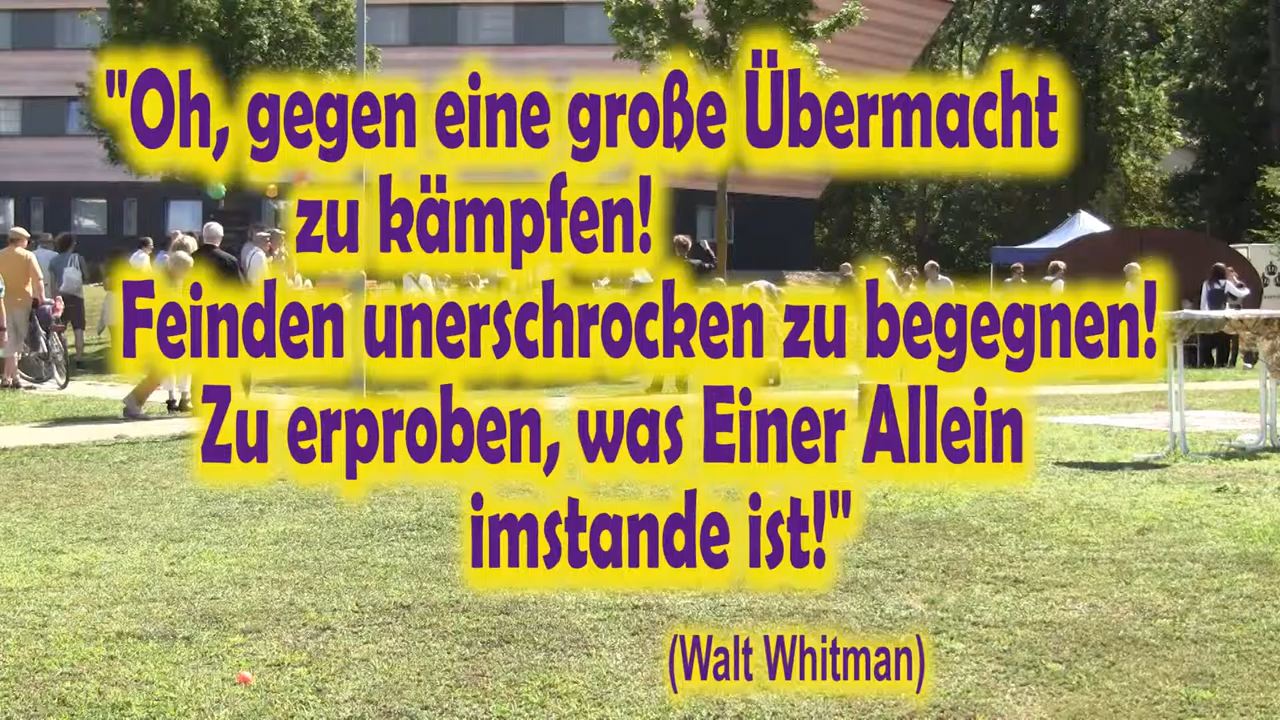 "Oh, gegen eine große Übermacht
zu kämpfen!
Feinden unerschrocken zu begegnen!
Zu erproben, was Einer Allein
imstande ist!"
(Walt Whitman)